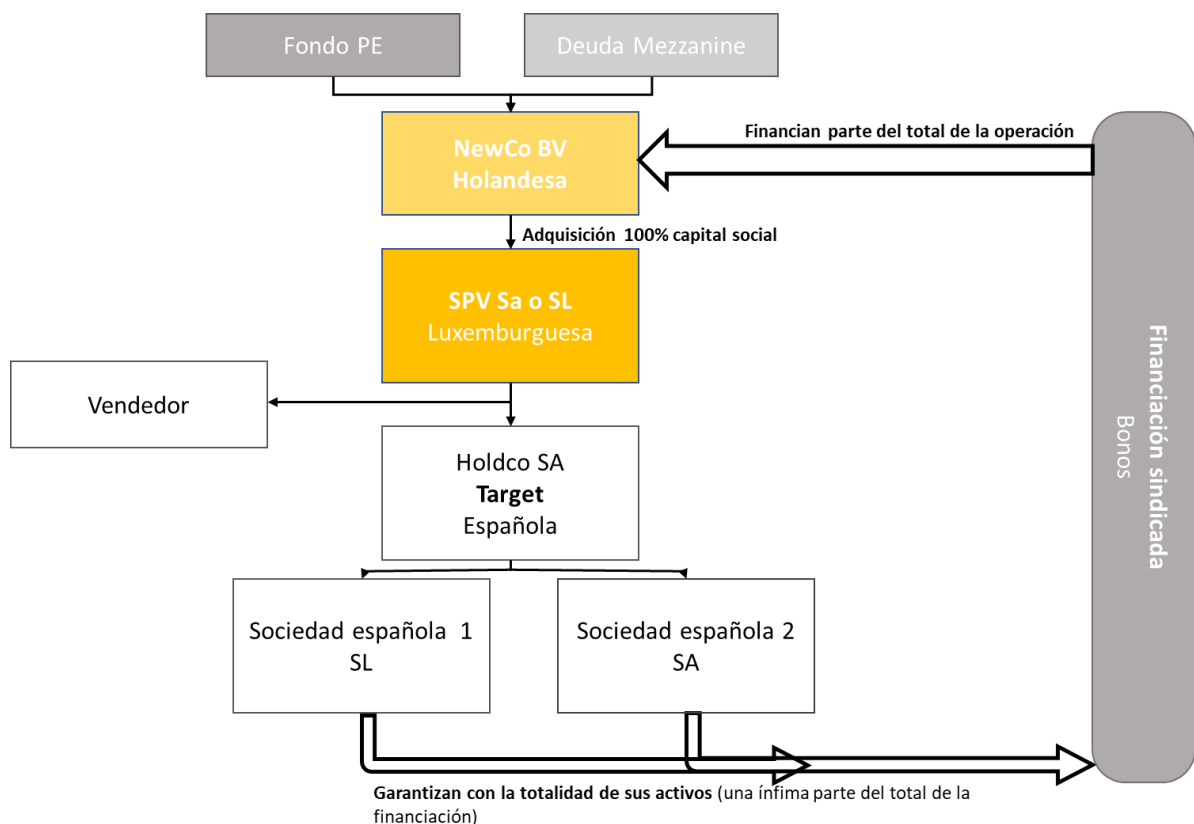 Fondo PE
Deuda Mezzanine
Financian parte del total de la operación
NewCo BV
Holandesa
Adquisición 100% capital social
SPV Sa o SL
Luxemburguesa
Vendedor
Holdco SA
Target
Española
Sociedad española 1
SL
Sociedad española 2
SA
Financiación sindicada
Bonos
Garantizan con la totalidad de sus activos (una ínfima parte del total de la
financiación)